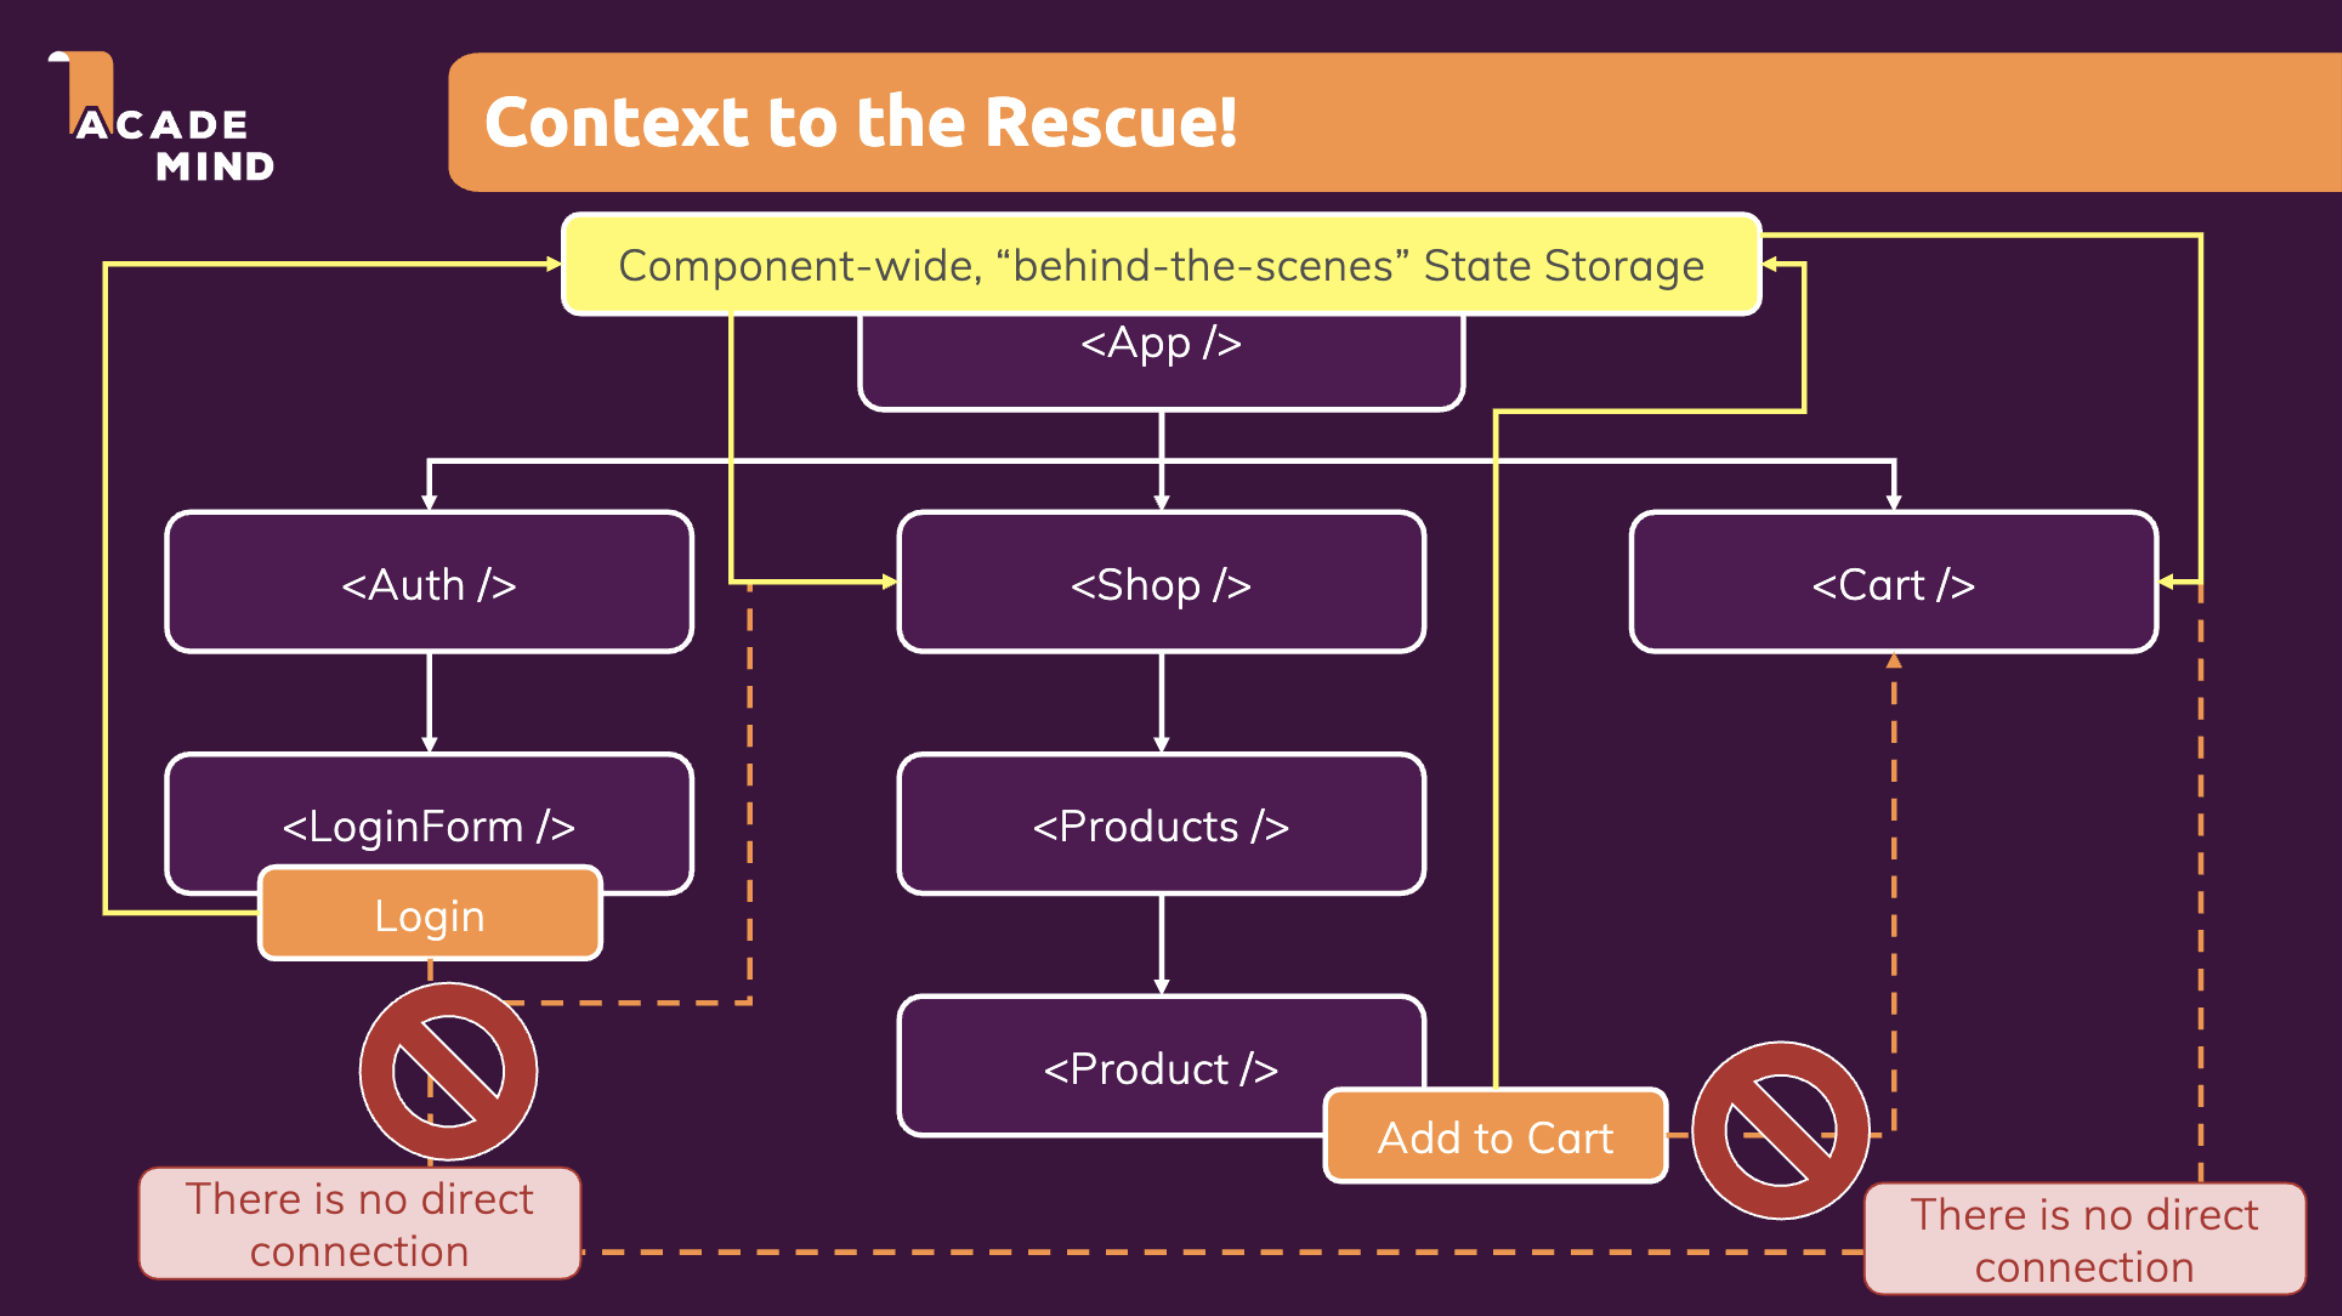 ACADE
MIND
Context to the Rescue!
Component-wide, “behind-the-scenes” State Storage
<App />
<Auth />
<Shop />
<Cart />
<LoginForm />
<Products />
Login
<Product />
Add to Cart
There is no direct
connection
There is no direct
connection